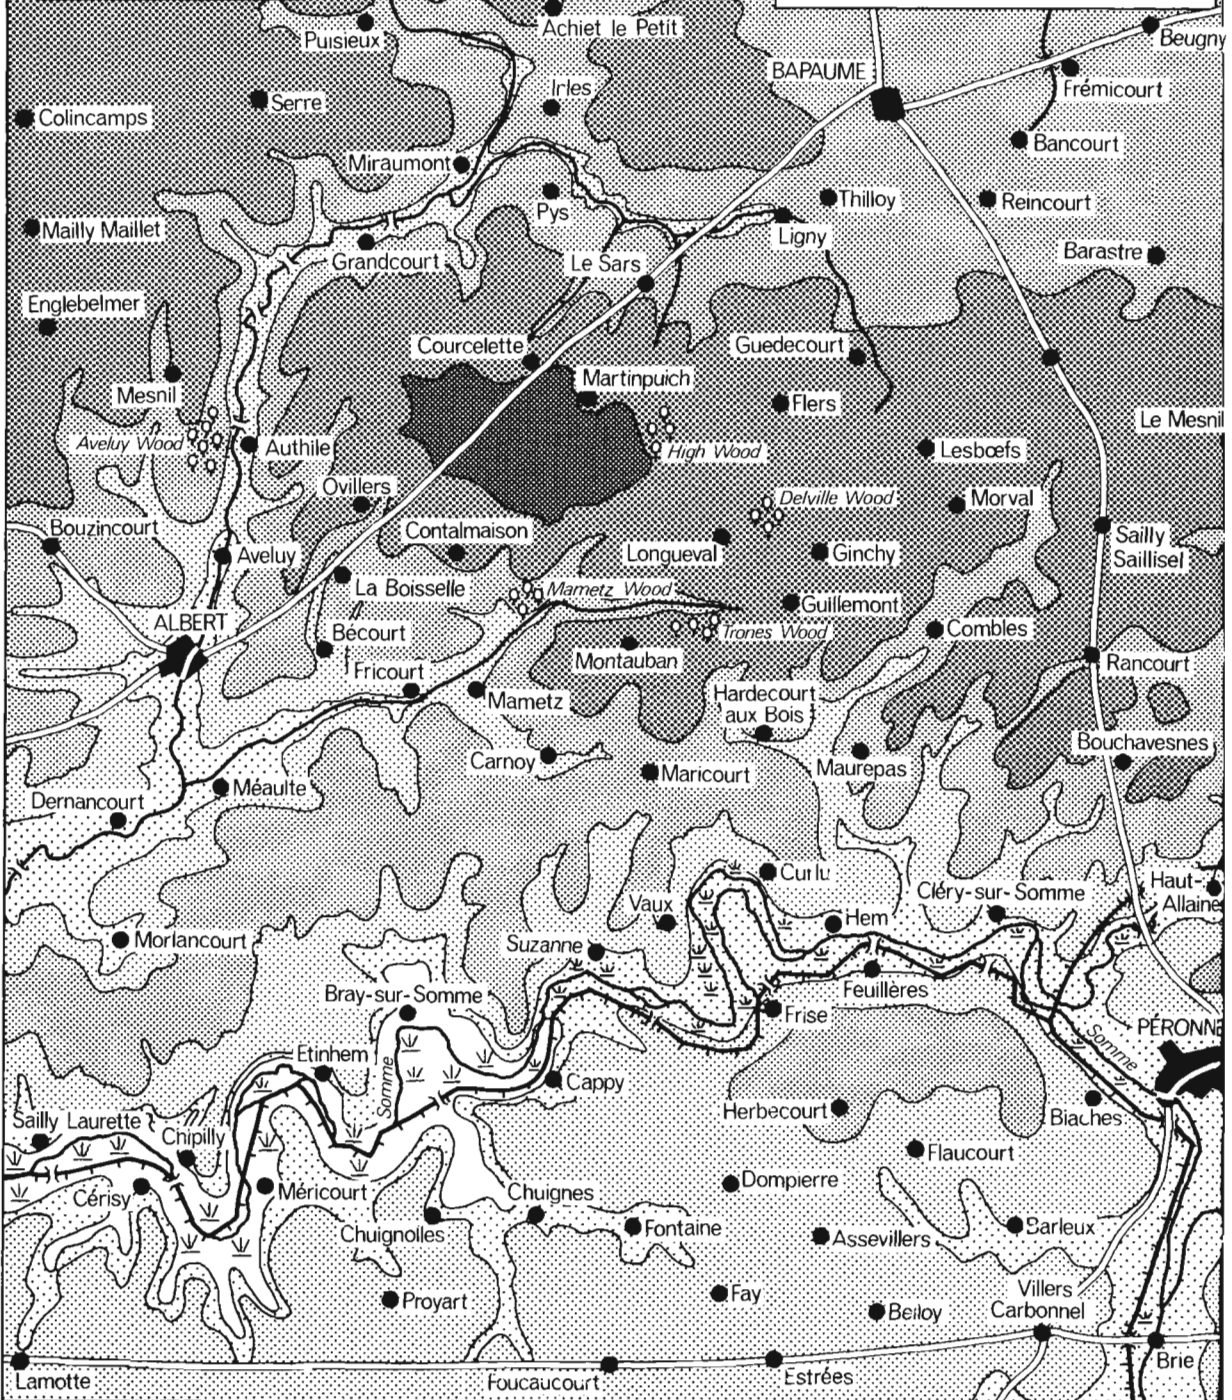 Puisieux
Achiet le Petit
Beugny
BAPAUME
Frémicourt
Irles
Serre
Colincamps
Bancourt
Miraumont
Thilloy
Reincourt
Pys
Mailly Maillet
Ligny
Grandcourt
Le Sars
Barastre
Englebelmer
Courcelette
Guedecourt
Martinpuich
Mesnil
Flers
Le Mesnil
Aveluy Wood
Authile
High Wood
Lesbœfs
Ovillers
Delville Wood
Morval
Bouzincourt
Contalmaison
Sailly
Saillisel
Aveluy
Longueval
Ginchy
La Boisselle
Mametz Wood
Guillemont
ALBERT
Bécourt
Trones Wood
Combles
Fricourt
Montauban
Rancourt
Mametz
Hardecourt
aux Bois
Bouchavesnes
Carnoy
Maricourt
Maurepas
Méaulte
Dernancourt
Curlu
Cléry-sur-Somme
Haut-
Allaine
Vaux
Hem
Morlancourt
Suzanne
Feuillères
Bray-sur-Somme
Frise
Somme
PÉRONNE
Etinhem
Somme
Cappy
Herbecourt
Biaches
Sailly Laurette
Chipilly
Flaucourt
Cérisy
Méricourt
Chuignes
Dompierre
Chuignolles
Fontaine
Assevillers
Barleux
Proyart
Fay
Belloy
Villers
Carbonnel
Lamotte
Foucaucourt
Estrées
Brie